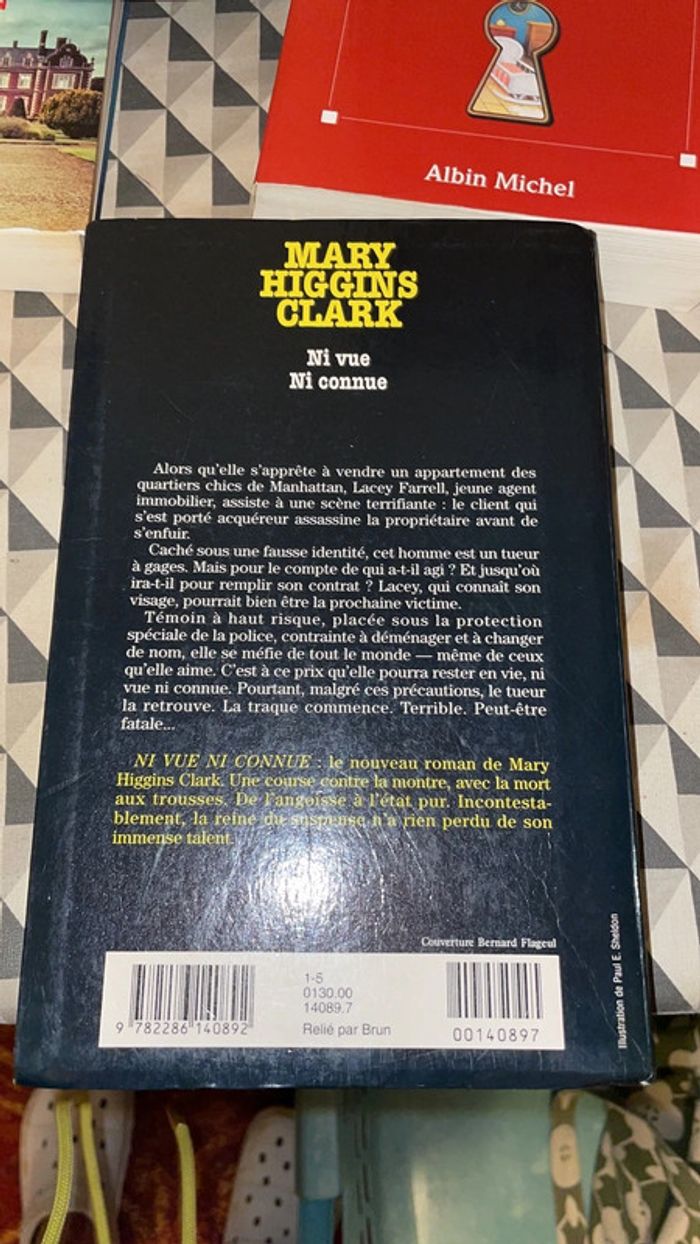 Albin Michel
MARY
HIGGINS
CLARK
Ni vue
Ni connue
Alors qu'elle s'apprête à vendre un appartement des
quartiers chics de Manhattan, Lacey Farrell, jeune agent
immobilier, assiste à une scène terrifiante : le client qui
s'est porté acquéreur assassine la propriétaire avant de
s'enfuir.
Caché sous une fausse identité, cet homme est un tueur
à gages. Mais pour le compte de qui a-t-il agi ? Et jusqu'où
ira-t-il pour remplir son contrat ? Lacey, qui connaît son
visage, pourrait bien être la prochaine victime.
Témoin à haut risque, placée sous la protection
spéciale de la police, contrainte à déménager et à changer
de nom, elle se méfie de tout le monde — même de ceux
qu'elle aime. C'est à ce prix qu'elle pourra rester en vie, ni
vue ni connue. Pourtant, malgré ces précautions, le tueur
la retrouve. La traque commence. Terrible. Peut-être
fatale...
NI VUE NI CONNUE : le nouveau roman de Mary
Higgins Clark. Une course contre la montre, avec la mort
aux trousses. De l'angoisse à l'état pur. Incontesta-
blement, la reine du suspense n'a rien perdu de son
immense talent.
Couverture Bernard Flageul
Illustration de Paul E. Sheldon
1-5
0130.00
14089.7
Relié par Brun
9 782286 140892
00140897